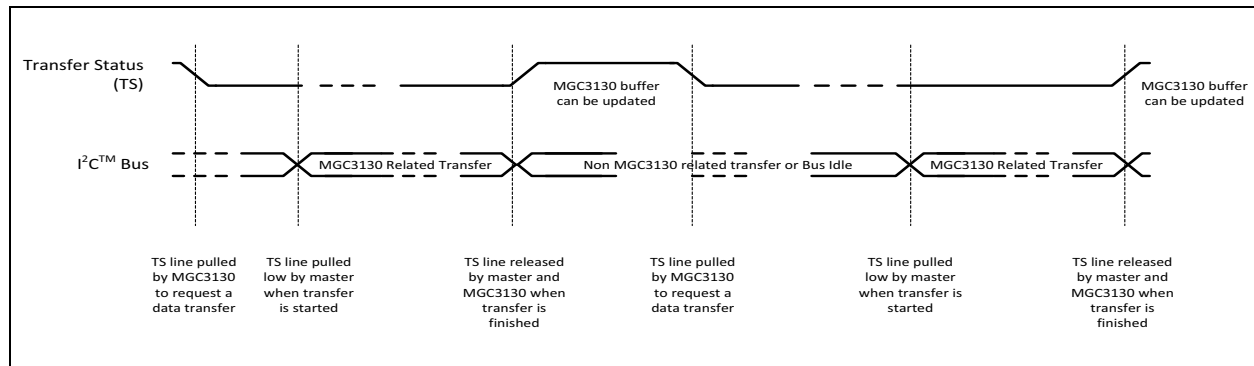 Transfer Status
(TS)
MGC3130 buffer
can be updated
MGC3130 buffer
can be updated
I²C™ Bus
MGC3130 Related Transfer
Non MGC3130 related transfer or Bus Idle
MGC3130 Related Transfer
TS line pulled
by MGC3130
to request a
data transfer
TS line pulled
low by master
when transfer
is started
TS line released
by master and
MGC3130 when
transfer is
finished
TS line pulled
by MGC3130
to request a
data transfer
TS line pulled
low by master
when transfer is
started
TS line released
by master and
MGC3130 when
transfer is
finished